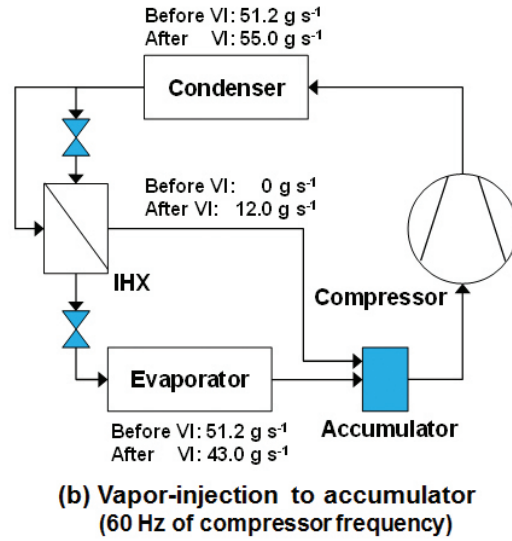 Before VI: 51.2 g s-¹
After VI: 55.0 g s-¹
Condenser
Before VI: 0 g s-¹
After VI: 12.0 g s-¹
IHX
Compressor
Evaporator
Accumulator
Before VI: 51.2 g s-¹
After VI: 43.0 g s-¹
(b) Vapor-injection to accumulator
(60 Hz of compressor frequency)